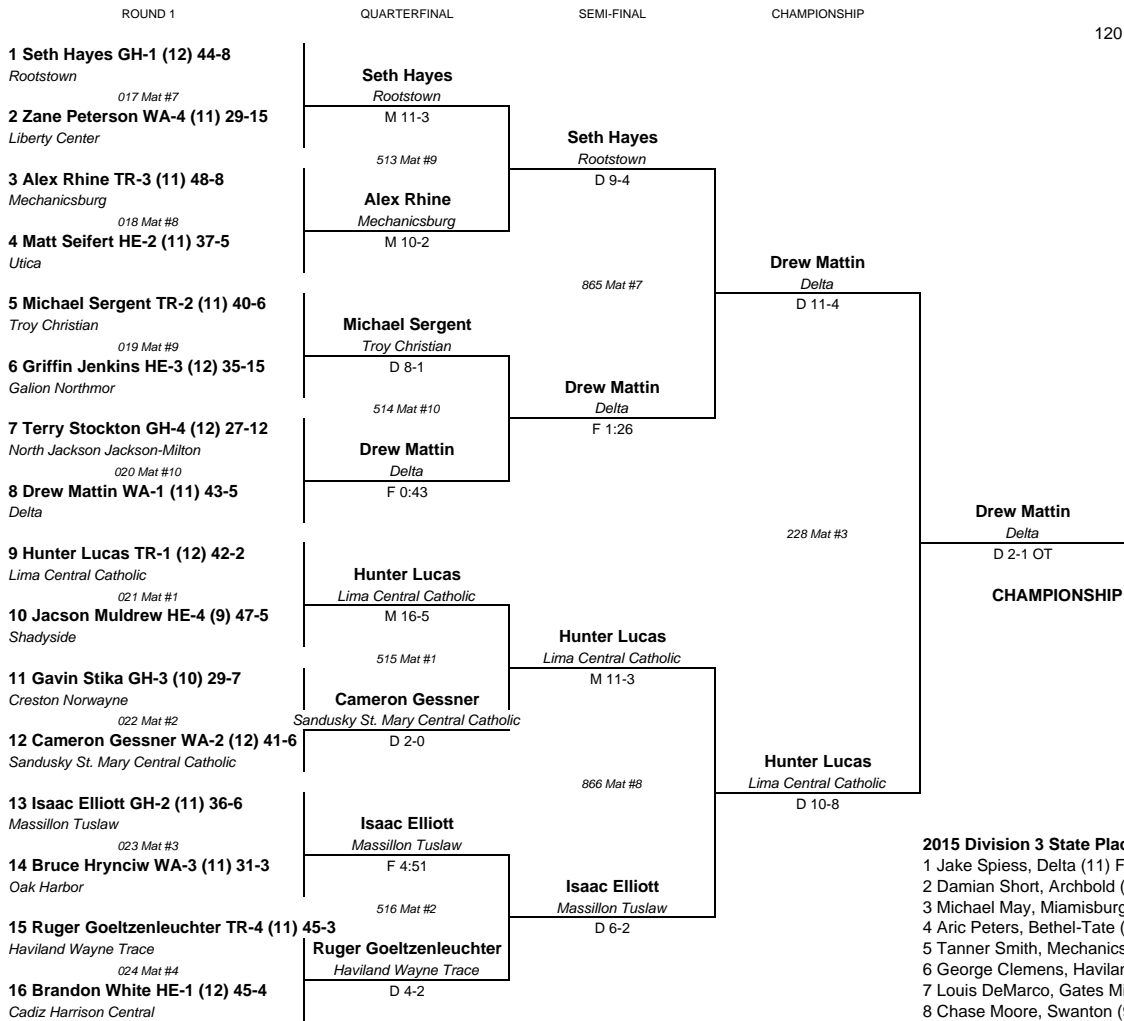 ROUND 1
QUARTERFINAL
SEMI-FINAL
CHAMPIONSHIP
120
1 Seth Hayes GH-1 (12) 44-8
Rootstown
017 Mat #7
2 Zane Peterson WA-4 (11) 29-15
Liberty Center
3 Alex Rhine TR-3 (11) 48-8
Mechanicsburg
018 Mat #8
4 Matt Seifert HE-2 (11) 37-5
Utica
5 Michael Sergent TR-2 (11) 40-6
Troy Christian
019 Mat #9
6 Griffin Jenkins HE-3 (12) 35-15
Galion Northmor
7 Terry Stockton GH-4 (12) 27-12
North Jackson Jackson-Milton
020 Mat #10
8 Drew Mattin WA-1 (11) 43-5
Delta
9 Hunter Lucas TR-1 (12) 42-2
Lima Central Catholic
021 Mat #1
10 Jacson Muldrew HE-4 (9) 47-5
Shadyside
11 Gavin Stika GH-3 (10) 29-7
Creston Norwayne
022 Mat #2
12 Cameron Gessner WA-2 (12) 41-6
Sandusky St. Mary Central Catholic
13 Isaac Elliott GH-2 (11) 36-6
Massillon Tuslaw
023 Mat #3
14 Bruce Hrynciw WA-3 (11) 31-3
Oak Harbor
15 Ruger Goeltzenleuchter TR-4 (11) 45-3
Haviland Wayne Trace
024 Mat #4
16 Brandon White HE-1 (12) 45-4
Cadiz Harrison Central
Seth Hayes
Rootstown
M 11-3
513 Mat #9
Alex Rhine
Mechanicsburg
M 10-2
Michael Sergent
Troy Christian
D 8-1
514 Mat #10
Drew Mattin
Delta
F 0:43
Hunter Lucas
Lima Central Catholic
M 16-5
515 Mat #1
Cameron Gessner
Sandusky St. Mary Central Catholic
D 2-0
Isaac Elliott
Massillon Tuslaw
F 4:51
516 Mat #2
Ruger Goeltzenleuchter
Haviland Wayne Trace
D 4-2
Seth Hayes
Rootstown
D 9-4
865 Mat #7
Drew Mattin
Delta
F 1:26
Hunter Lucas
Lima Central Catholic
M 11-3
866 Mat #8
Isaac Elliott
Massillon Tuslaw
D 6-2
Drew Mattin
Delta
D 11-4
228 Mat #3
Hunter Lucas
Lima Central Catholic
D 10-8
Drew Mattin
Delta
D 2-1 OT
CHAMPIONSHIP
2015 Division 3 State Plac
1 Jake Spiess, Delta (11) F
2 Damian Short, Archbold (
3 Michael May, Miamisburg
4 Aric Peters, Bethel-Tate (
5 Tanner Smith, Mechanics
6 George Clemens, Havilan
7 Louis DeMarco, Gates Mi
8 Chase Moore, Swanton (9